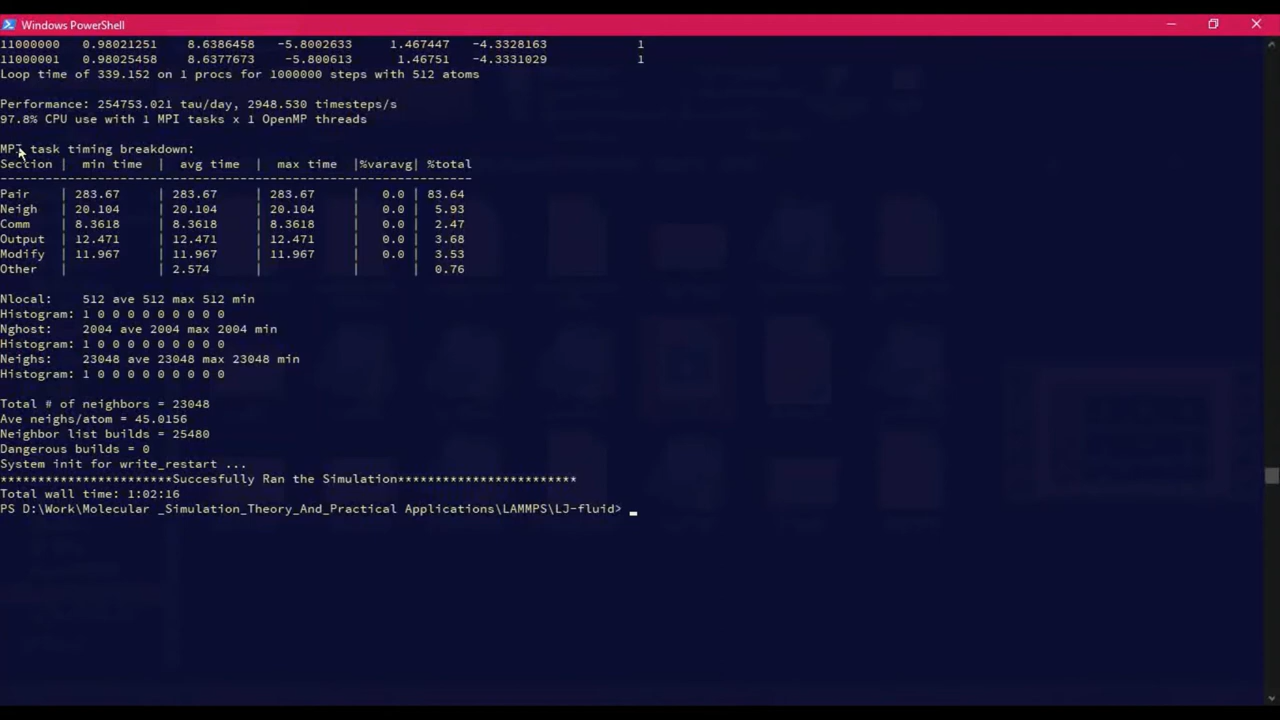 Windows PowerShell
11000000 0.98021251 8.6386458 -5.8002633 1.467447 -4.3328163 1
11000001 0.98025458 8.6377673 -5.800613 1.46751 -4.3331029 1
Loop time of 339.152 on 1 procs for 1000000 steps with 512 atoms
Performance: 254753.021 tau/day, 2948.530 timesteps/s
97.8% CPU use with 1 MPI tasks x 1 OpenMP threads
MPI task timing breakdown:
Section | min time | avg time | max time |%varavg| %total
---------------------------------------------------------------
Pair | 283.67 | 283.67 | 283.67 | 0.0 | 83.64
Neigh | 20.104 | 20.104 | 20.104 | 0.0 | 5.93
Comm | 8.3618 | 8.3618 | 8.3618 | 0.0 | 2.47
Output | 12.471 | 12.471 | 12.471 | 0.0 | 3.68
Modify | 11.967 | 11.967 | 11.967 | 0.0 | 3.53
Other | | 2.574 | | | 0.76
Nlocal: 512 ave 512 max 512 min
Histogram: 1 0 0 0 0 0 0 0 0 0
Nghost: 2004 ave 2004 max 2004 min
Histogram: 1 0 0 0 0 0 0 0 0 0
Neighs: 23048 ave 23048 max 23048 min
Histogram: 1 0 0 0 0 0 0 0 0 0
Total # of neighbors = 23048
Ave neighs/atom = 45.0156
Neighbor list builds = 25480
Dangerous builds = 0
System init for write_restart ...
***********************Succesfully Ran the Simulation************************
Total wall time: 1:02:16
PS D:\Work\Molecular _Simulation_Theory_And_Practical Applications\LAMMPS\LJ-fluid>